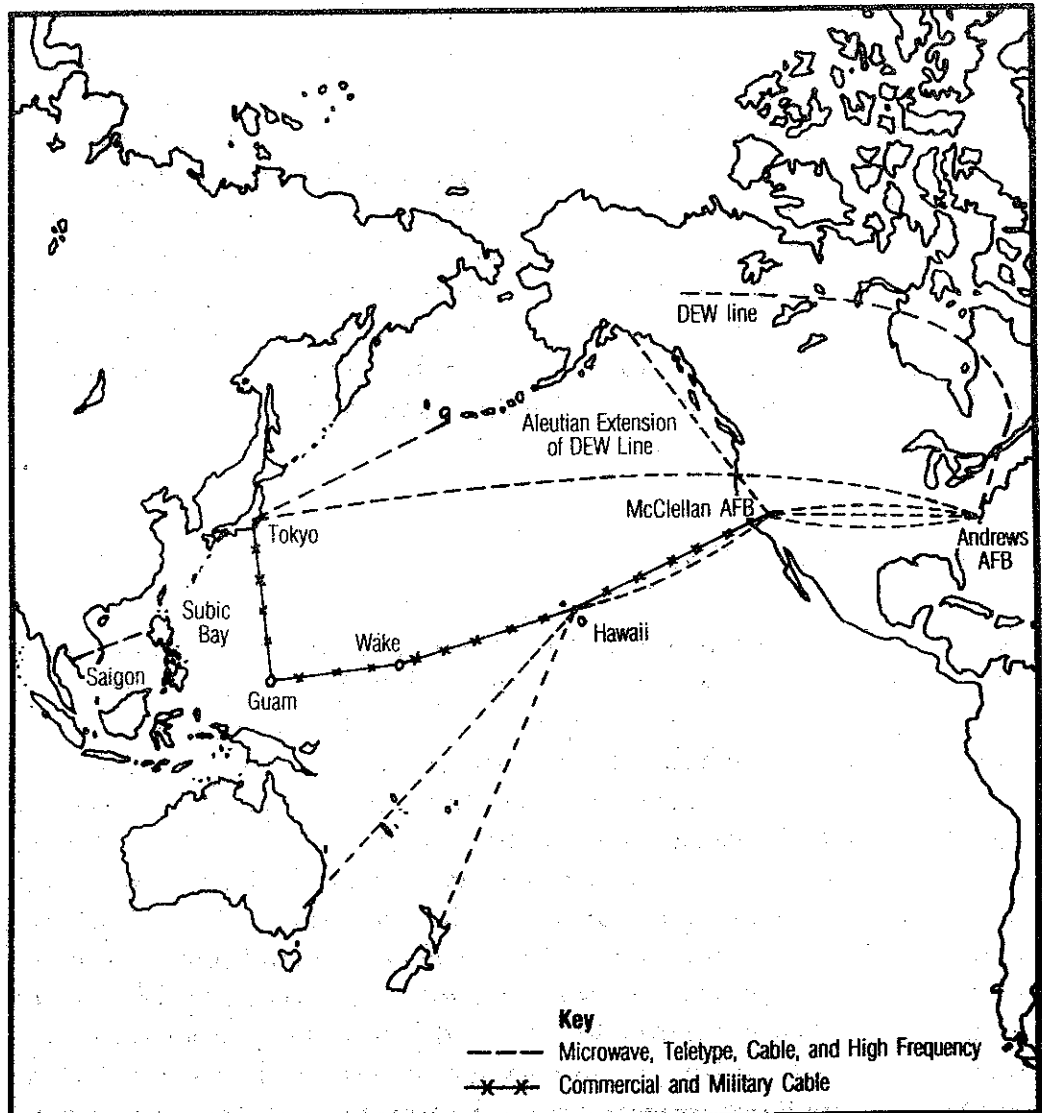 DEW line
Aleutian Extension
of DEW Line
McClellan AFB
Andrews
AFB
Tokyo
Subic
Bay
Wake
Hawaii
Saigon
Guam
Key
Microwave, Teletype, Cable, and High Frequency
Commercial and Military Cable